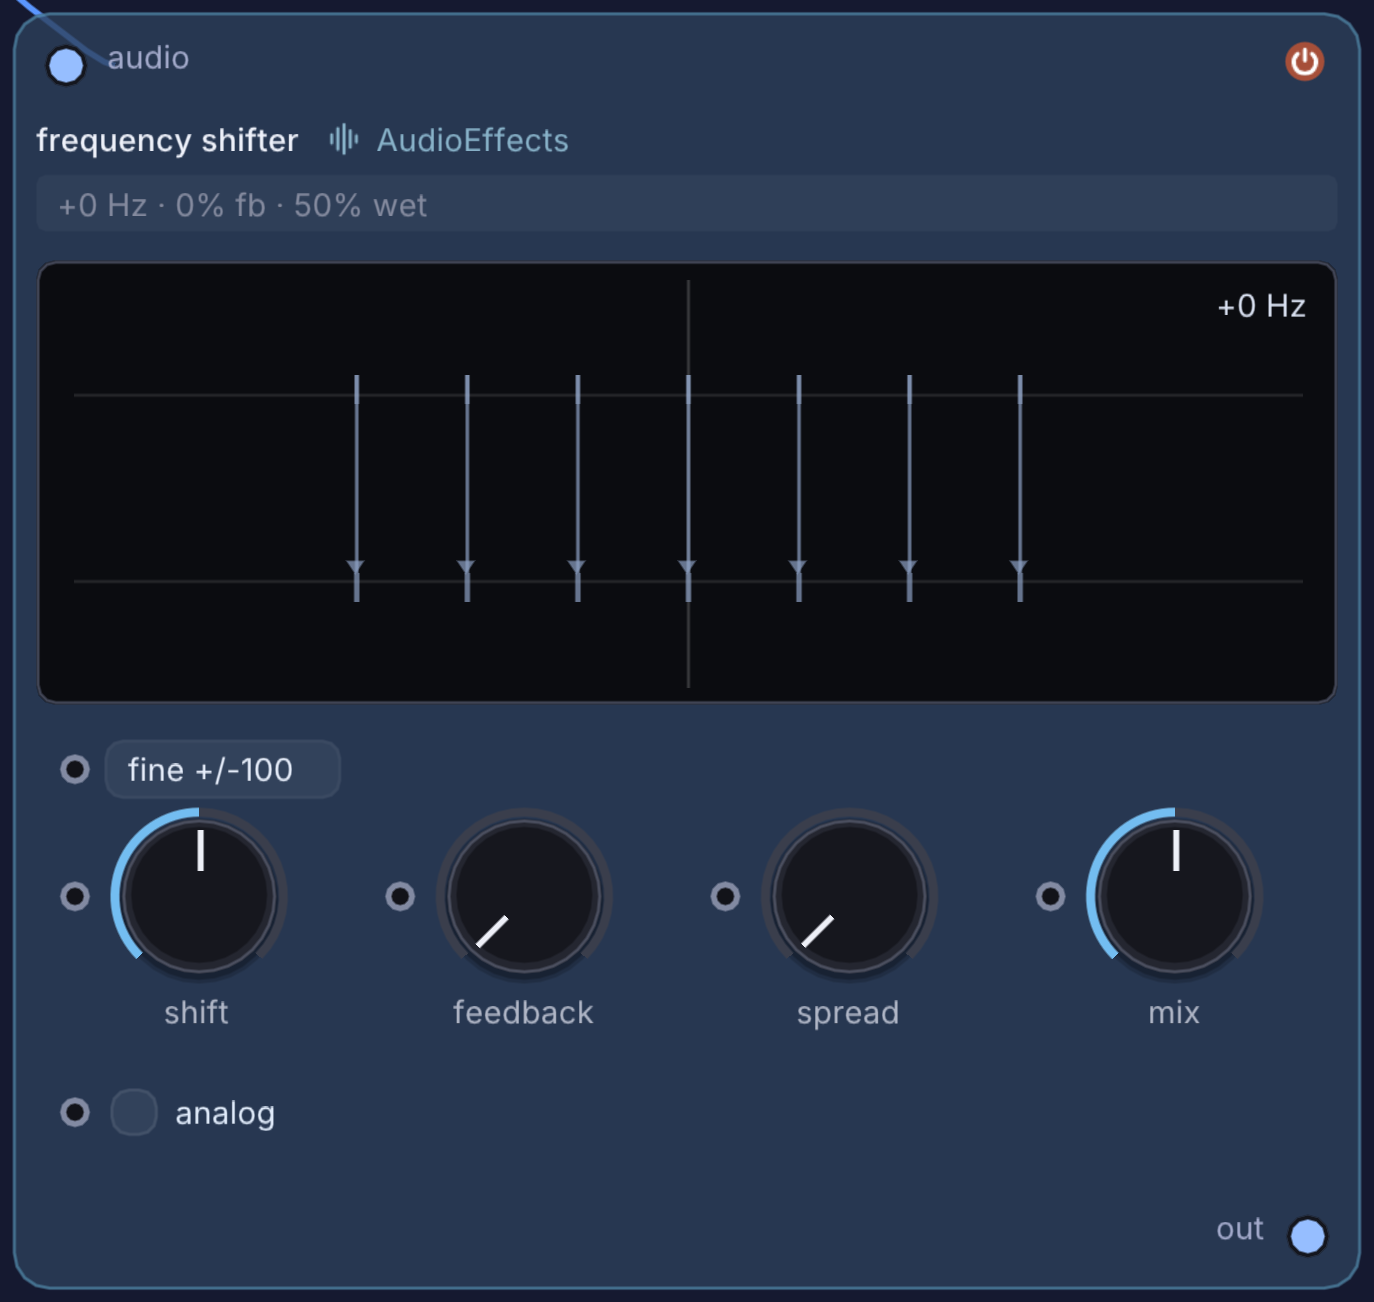 audio
frequency shifter AudioEffects
+0 Hz · 0% fb · 50% wet
+0 Hz
fine +/-100
shift feedback spread mix
analog
out